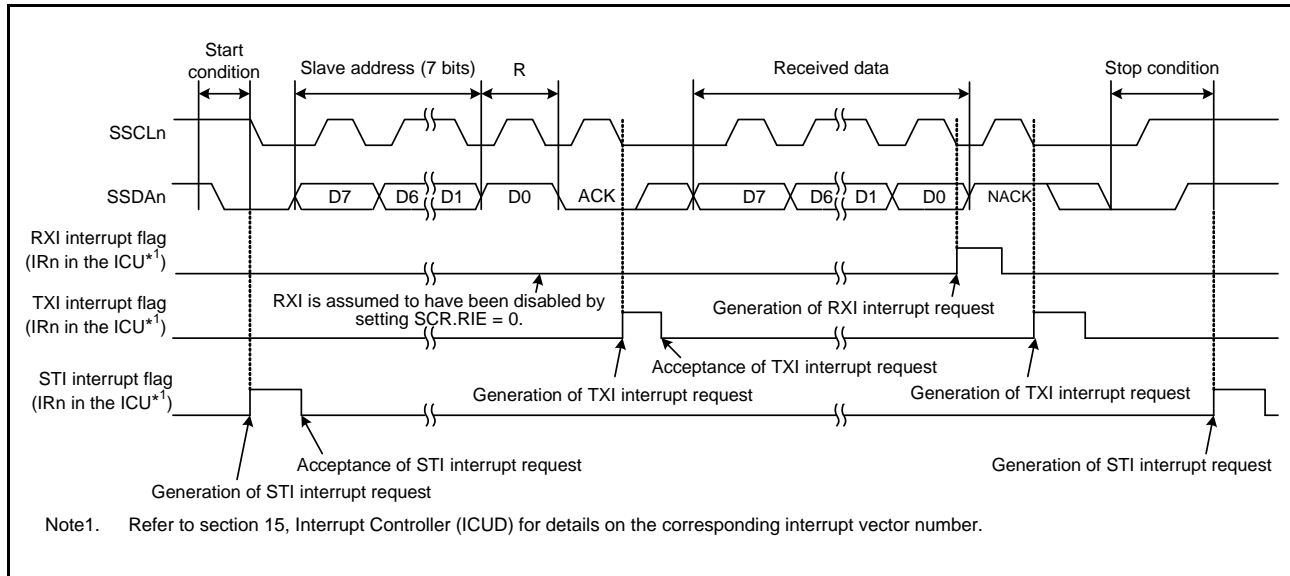 Start
condition
Slave address (7 bits)
R
Received data
Stop condition
SSCLn
SSDAn
D7
D6
D1
D0
ACK
D7
D6
D1
D0
NACK
RXI interrupt flag
(IRn in the ICU*1)
RXI is assumed to have been disabled by
setting SCR.RIE = 0.
Generation of RXI interrupt request
TXI interrupt flag
(IRn in the ICU*1)
Acceptance of TXI interrupt request
Generation of TXI interrupt request
Generation of TXI interrupt request
STI interrupt flag
(IRn in the ICU*1)
Acceptance of STI interrupt request
Generation of STI interrupt request
Generation of STI interrupt request
Note1. Refer to section 15, Interrupt Controller (ICUD) for details on the corresponding interrupt vector number.